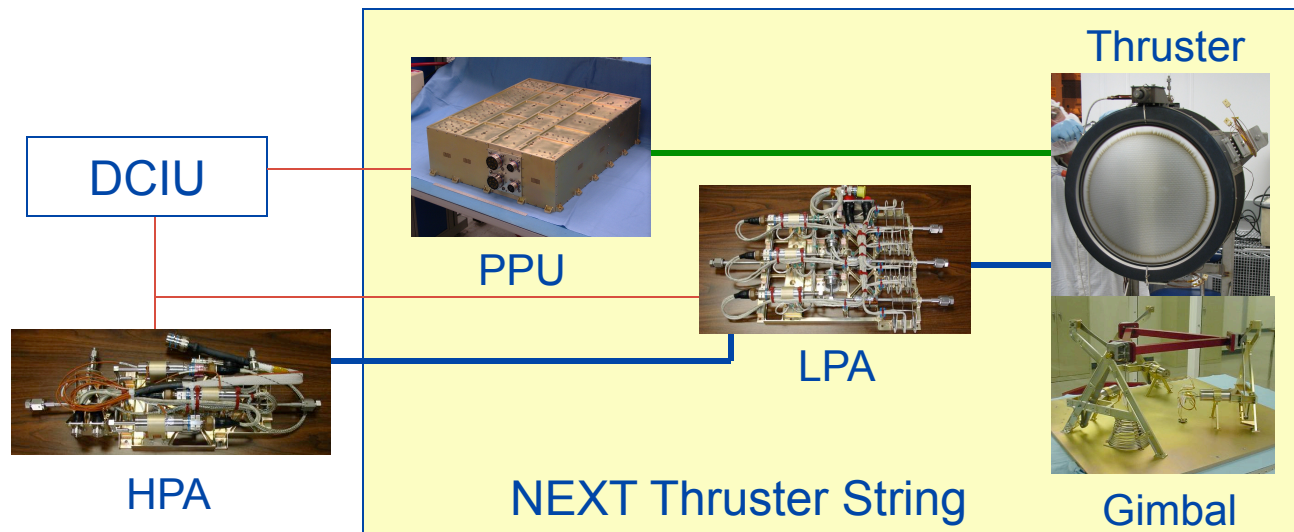 Thruster
DCIU
PPU
LPA
HPA
NEXT Thruster String
Gimbal